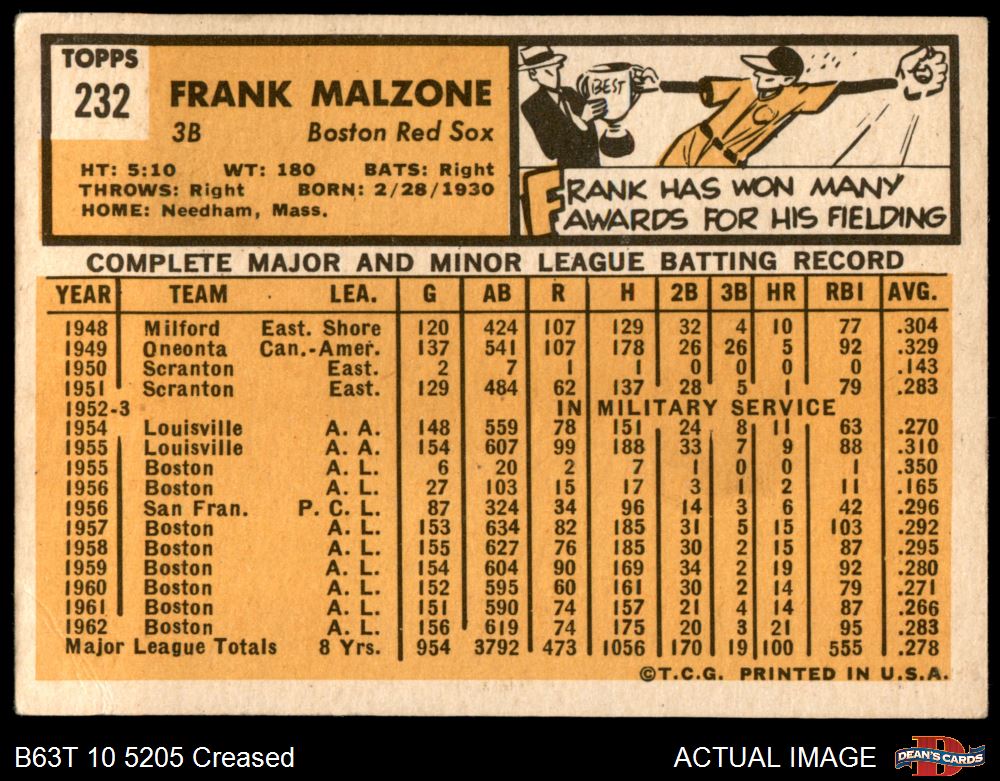 TOPPS
232
FRANK MALZONE
3B Boston Red Sox
HT: 5:10 WT: 180 BATS: Right
THROWS: Right BORN: 2/28/1930
HOME: Needham, Mass.
BEST
C
FRANK HAS WON MANY
AWARDS FOR HIS FIELDING
COMPLETE MAJOR AND MINOR LEAGUE BATTING RECORD
YEAR TEAM LEA. G AB R H 2B 3B HR RBI AVG.
1948 Milford East. Shore 120 424 107 129 32 4 10 77 .304
1949 Oneonta Can.-Amer. 137 541 107 178 26 26 5 92 .329
1950 Scranton East. 2 7 1 1 0 0 0 0 .143
1951 Scranton East. 129 484 62 137 28 5 1 79 .283
1952-3 IN MILITARY SERVICE
1954 Louisville A. A. 148 559 78 151 24 8 11 63 .270
1955 Louisville A. A. 154 607 99 188 33 7 9 88 .310
1955 Boston A. L. 6 20 2 7 1 0 0 1 .350
1956 Boston A. L. 27 103 15 17 3 1 2 11 .165
1956 San Fran. P. C. L. 87 324 34 96 14 3 6 42 .296
1957 Boston A. L. 153 634 82 185 31 5 15 103 .292
1958 Boston A. L. 155 627 76 185 30 2 15 87 .295
1959 Boston A. L. 154 604 90 169 34 2 19 92 .280
1960 Boston A. L. 152 595 60 161 30 2 14 79 .271
1961 Boston A. L. 151 590 74 157 21 4 14 87 .266
1962 Boston A. L. 156 619 74 175 20 3 21 95 .283
Major League Totals 8 Yrs. 954 3792 473 1056 170 19 100 555 .278
©T.C.G. PRINTED IN U.S.A.
B63T 10 5205 Creased ACTUAL IMAGE
D
DEAN'S CARDS